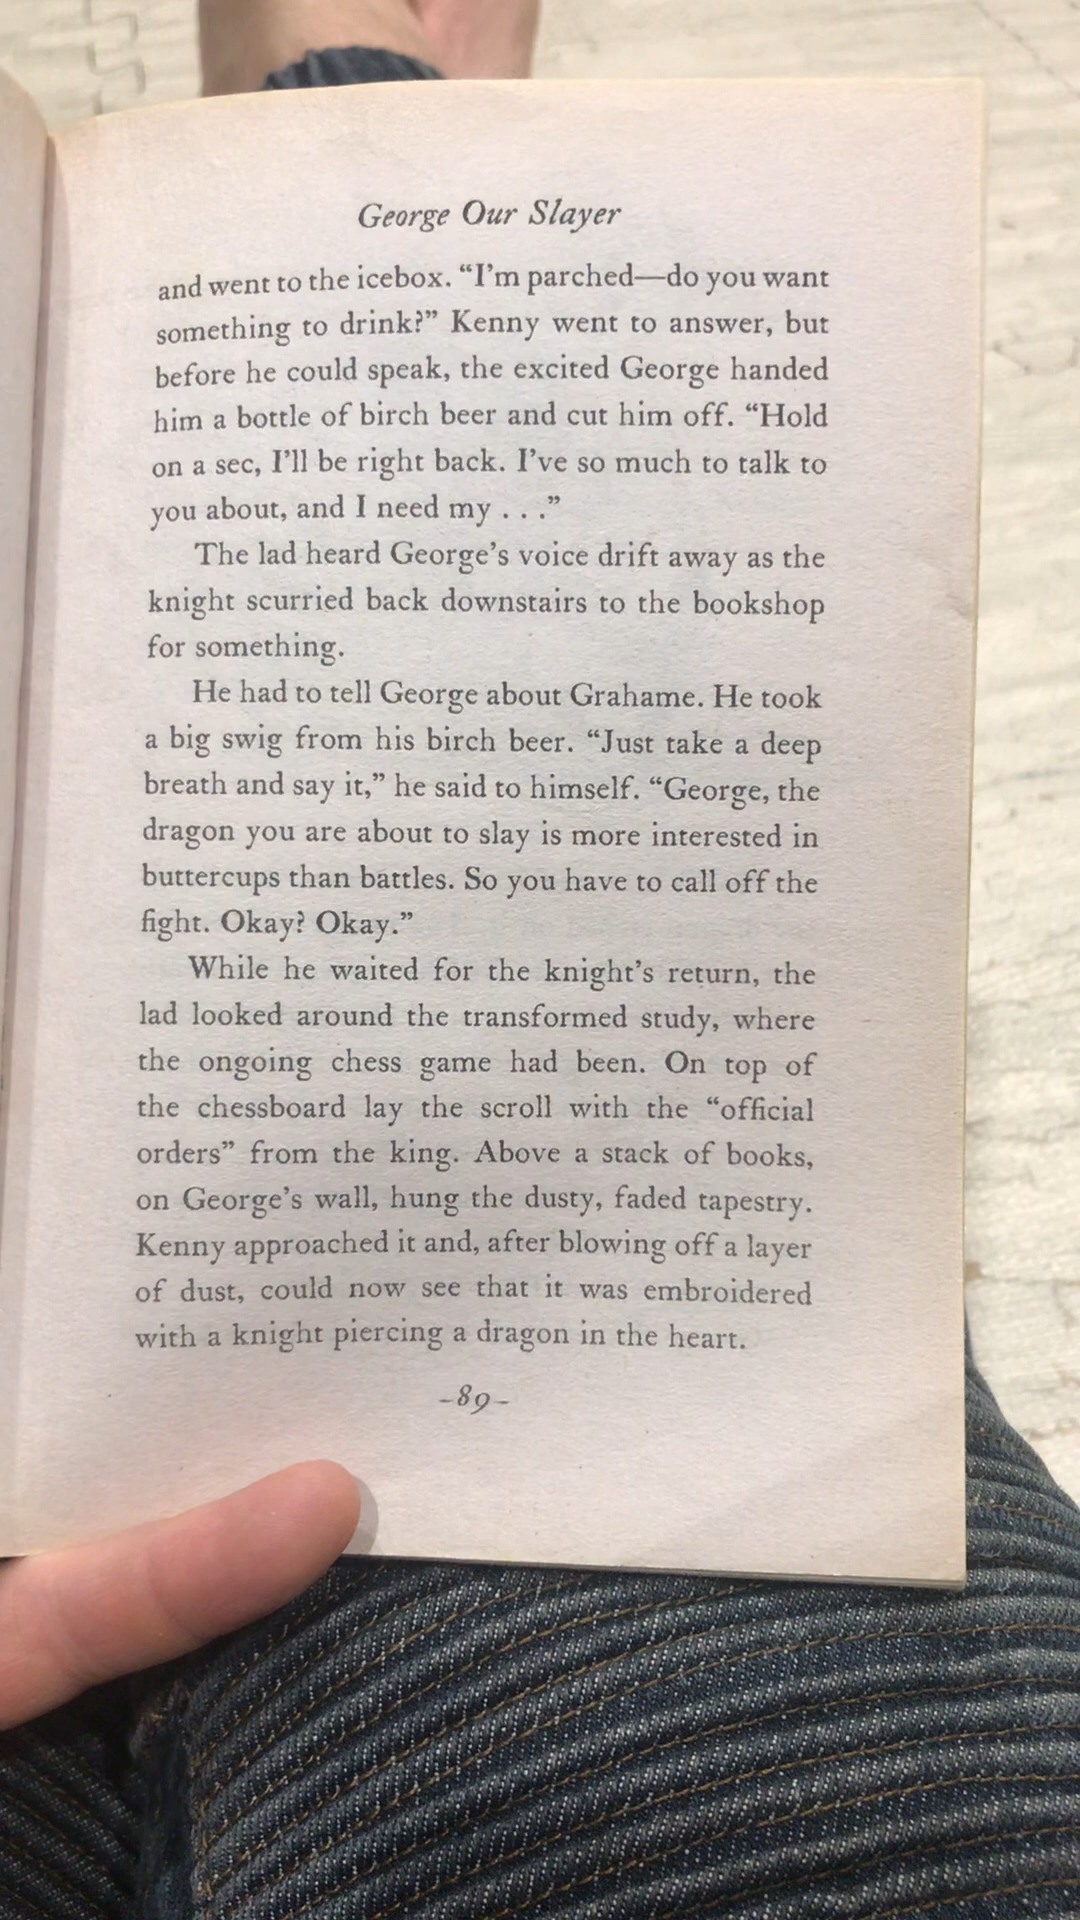 George Our Slayer
and went to the icebox. “I’m parched—do you want
something to drink?” Kenny went to answer, but
before he could speak, the excited George handed
him a bottle of birch beer and cut him off. “Hold
on a sec, I’ll be right back. I’ve so much to talk to
you about, and I need my . . .”
The lad heard George’s voice drift away as the
knight scurried back downstairs to the bookshop
for something.
He had to tell George about Grahame. He took
a big swig from his birch beer. “Just take a deep
breath and say it,” he said to himself. “George, the
dragon you are about to slay is more interested in
buttercups than battles. So you have to call off the
fight. Okay? Okay.”
While he waited for the knight’s return, the
lad looked around the transformed study, where
the ongoing chess game had been. On top of
the chessboard lay the scroll with the “official
orders” from the king. Above a stack of books,
on George’s wall, hung the dusty, faded tapestry.
Kenny approached it and, after blowing off a layer
of dust, could now see that it was embroidered
with a knight piercing a dragon in the heart.
-89-